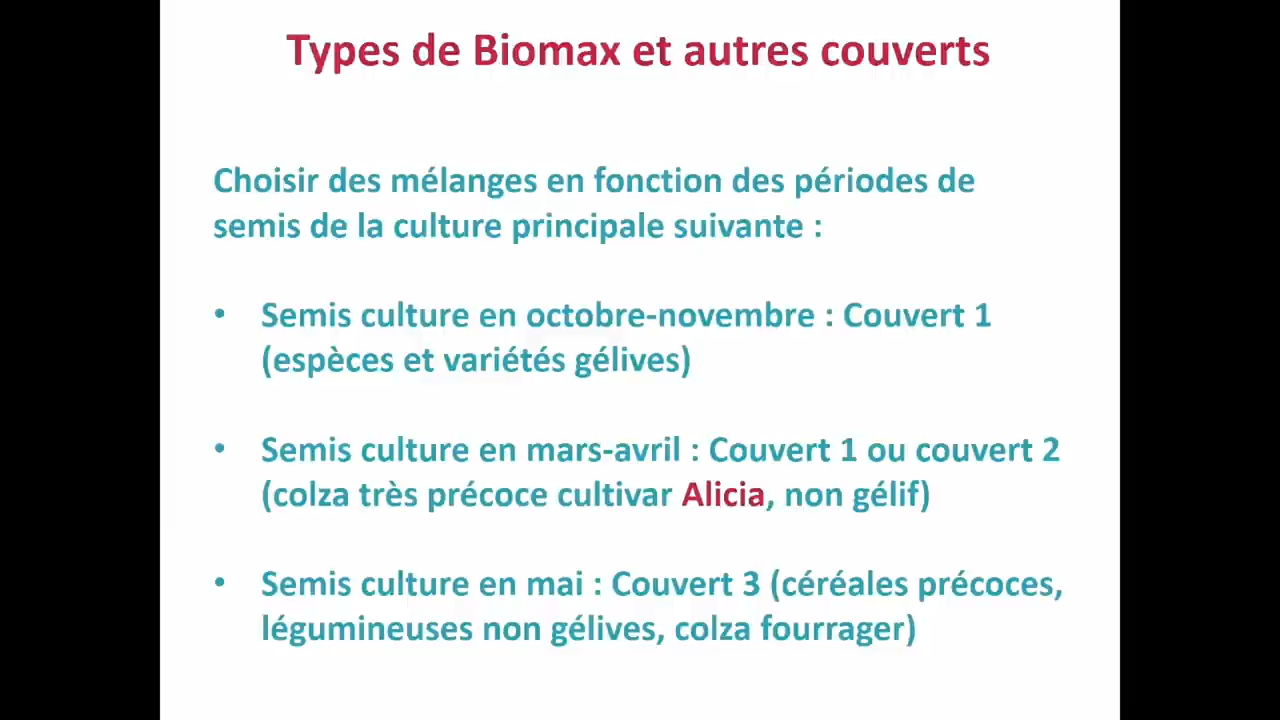 Types de Biomax et autres couverts
Choisir des mélanges en fonction des périodes de
semis de la culture principale suivante :
• Semis culture en octobre-novembre : Couvert 1
(espèces et variétés gélives)
• Semis culture en mars-avril : Couvert 1 ou couvert 2
(colza très précoce cultivar Alicia, non gélif)
• Semis culture en mai : Couvert 3 (céréales précoces,
légumineuses non gélives, colza fourrager)